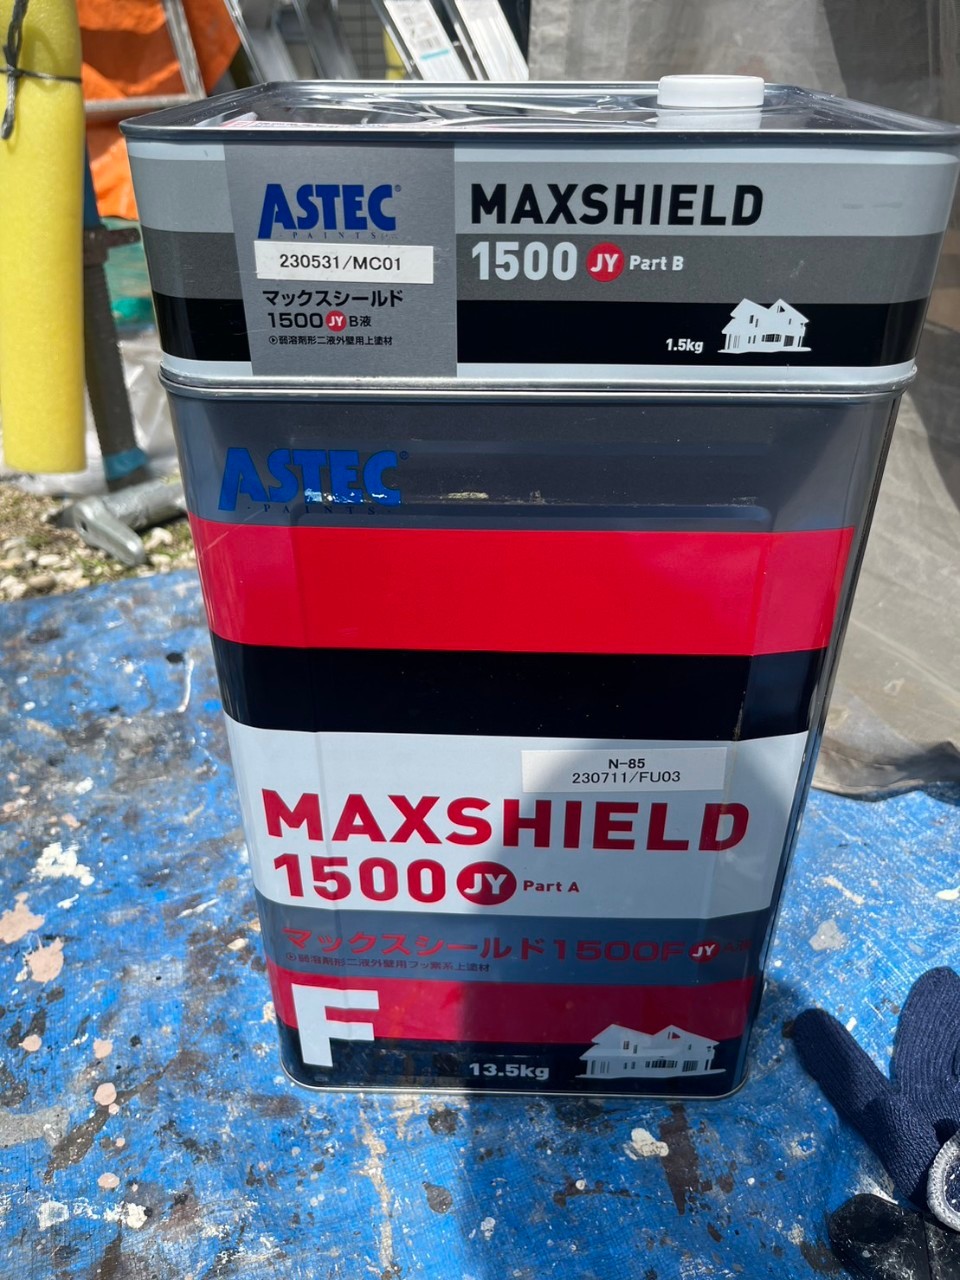 ASTEC®
PAINTS
230531/MC01
マックスシールド
1500 JY B液
弱溶剤形二液外壁用上塗材
MAXSHIELD
1500 JY Part B
1.5kg
ASTEC®
PAINTS
N-85
230711/FU03
MAXSHIELD
1500 JY Part A
マックスシールド1500F JY
弱溶剤形二液外壁用フッ素系上塗材
F
13.5kg